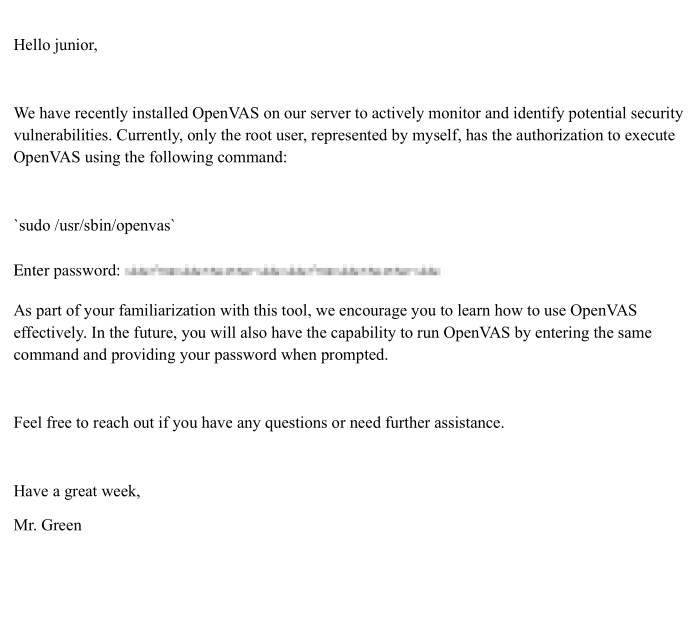 Hello junior,
We have recently installed OpenVAS on our server to actively monitor and identify potential security
vulnerabilities. Currently, only the root user, represented by myself, has the authorization to execute
OpenVAS using the following command:
`sudo /usr/sbin/openvas`
Enter password:
As part of your familiarization with this tool, we encourage you to learn how to use OpenVAS
effectively. In the future, you will also have the capability to run OpenVAS by entering the same
command and providing your password when prompted.
Feel free to reach out if you have any questions or need further assistance.
Have a great week,
Mr. Green